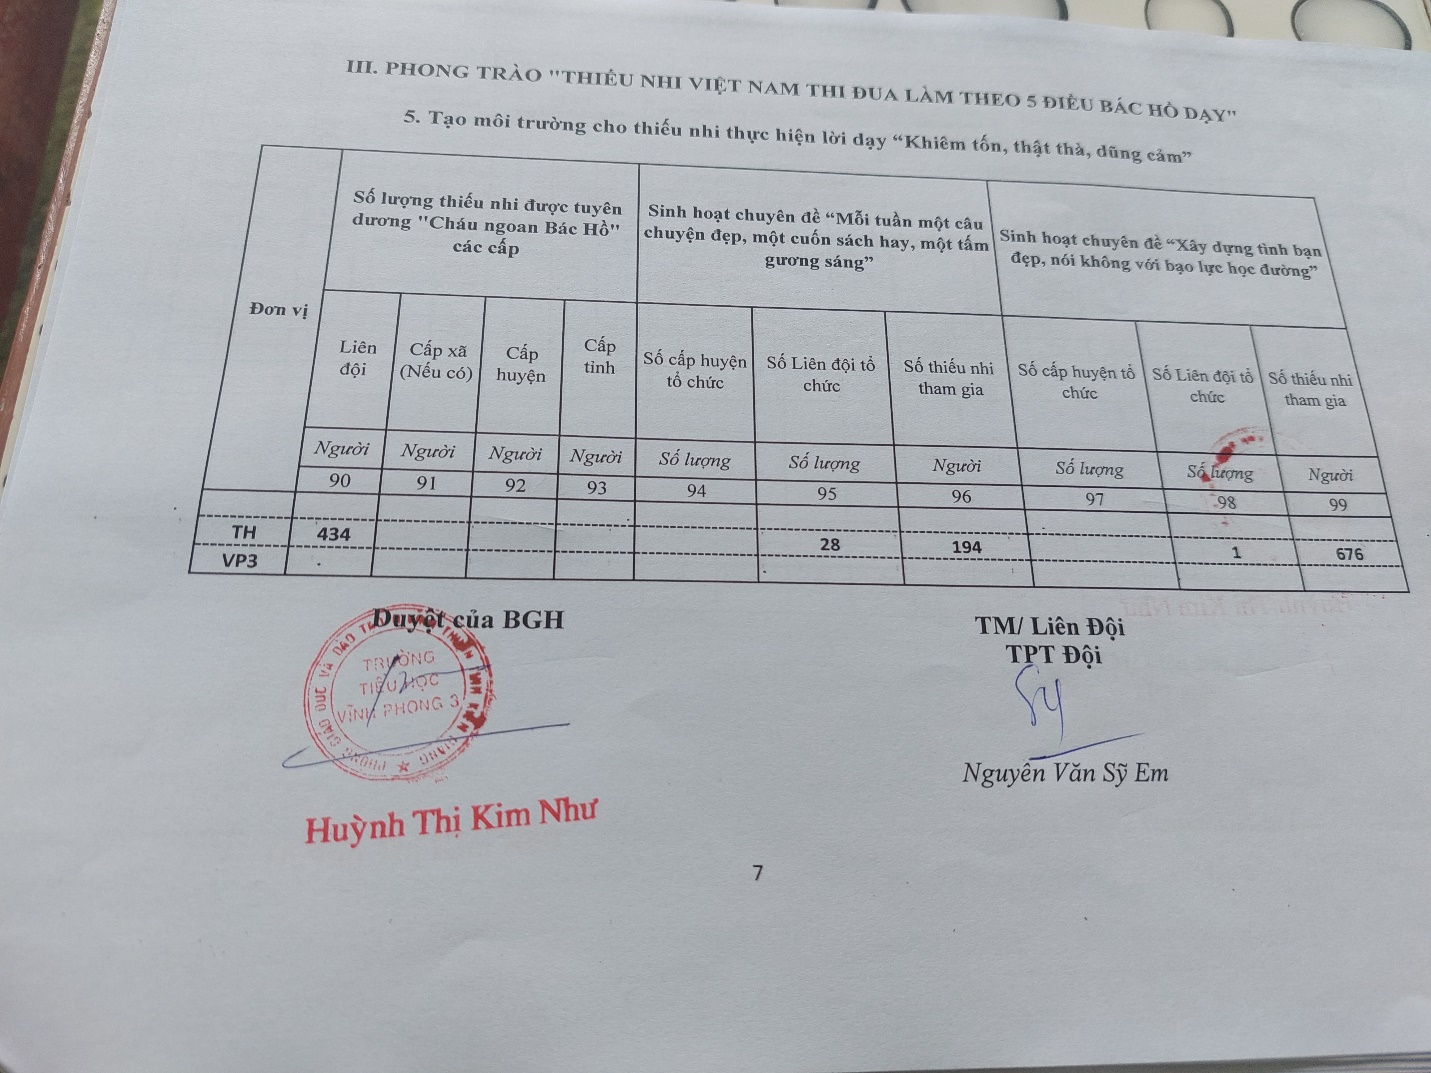 III. PHONG TRÀO "THIẾU NHI VIỆT NAM THI ĐUA LÀM THEO 5 ĐIỀU BÁC HỒ DẠY"
5. Tạo môi trường cho thiếu nhi thực hiện lời dạy “Khiêm tốn, thật thà, dũng cảm”
Đơn vị
Số lượng thiếu nhi được tuyên
dương "Cháu ngoan Bác Hồ"
các cấp
Sinh hoạt chuyên đề “Mỗi tuần một câu
chuyện đẹp, một cuốn sách hay, một tấm
gương sáng”
Sinh hoạt chuyên đề “Xây dựng tình bạn
đẹp, nói không với bạo lực học đường”
Liên
đội
Cấp xã
(Nếu có)
Cấp
huyện
Cấp
tỉnh
Số cấp huyện
tổ chức
Số Liên đội tổ
chức
Số thiếu nhi
tham gia
Số cấp huyện tổ
chức
Số Liên đội tổ
chức
Số thiếu nhi
tham gia
Người Người Người Người Số lượng Số lượng Người Số lượng Số lượng Người
90 91 92 93 94 95 96 97 98 99
TH 434 28 194 1 676
VP3
Duyệt của BGH
TRƯỜNG
TIỂU HỌC
VĨNH PHONG 3
PHÒNG GIÁO DỤC VÀ ĐÀO
GIANG
Huỳnh Thị Kim Như
TM/ Liên Đội
TPT Đội
Sỹ
Nguyễn Văn Sỹ Em
7